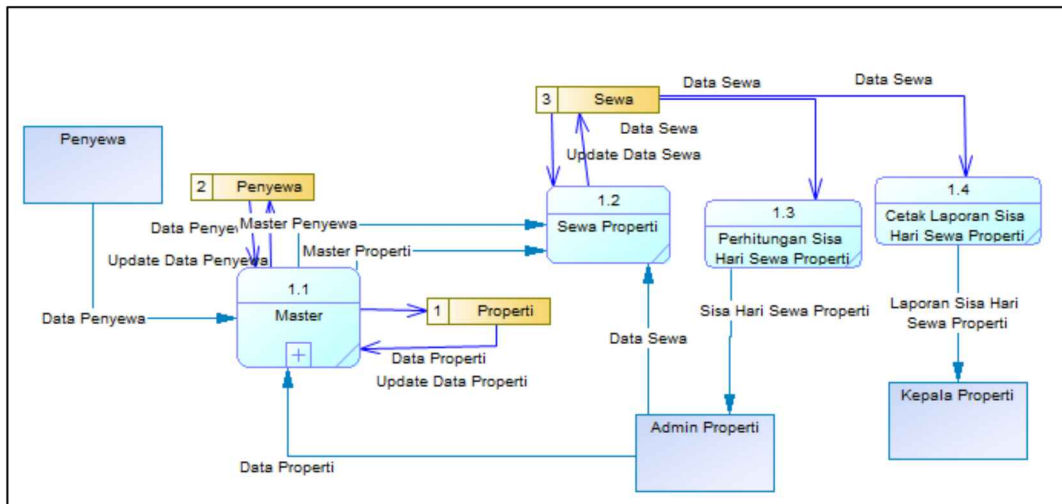 Penyewa
2 Penyewa
Data Penyewa
Update Data Penyewa
Master Penyewa
Master Properti
Data Penyewa
1.1
Master
1 Properti
Data Properti
Update Data Properti
Data Properti
3 Sewa
Data Sewa
Update Data Sewa
Data Sewa
Data Sewa
1.2
Sewa Properti
1.3
Perhitungan Sisa
Hari Sewa Properti
1.4
Cetak Laporan Sisa
Hari Sewa Properti
Data Sewa
Sisa Hari Sewa Properti
Laporan Sisa Hari
Sewa Properti
Admin Properti
Kepala Properti